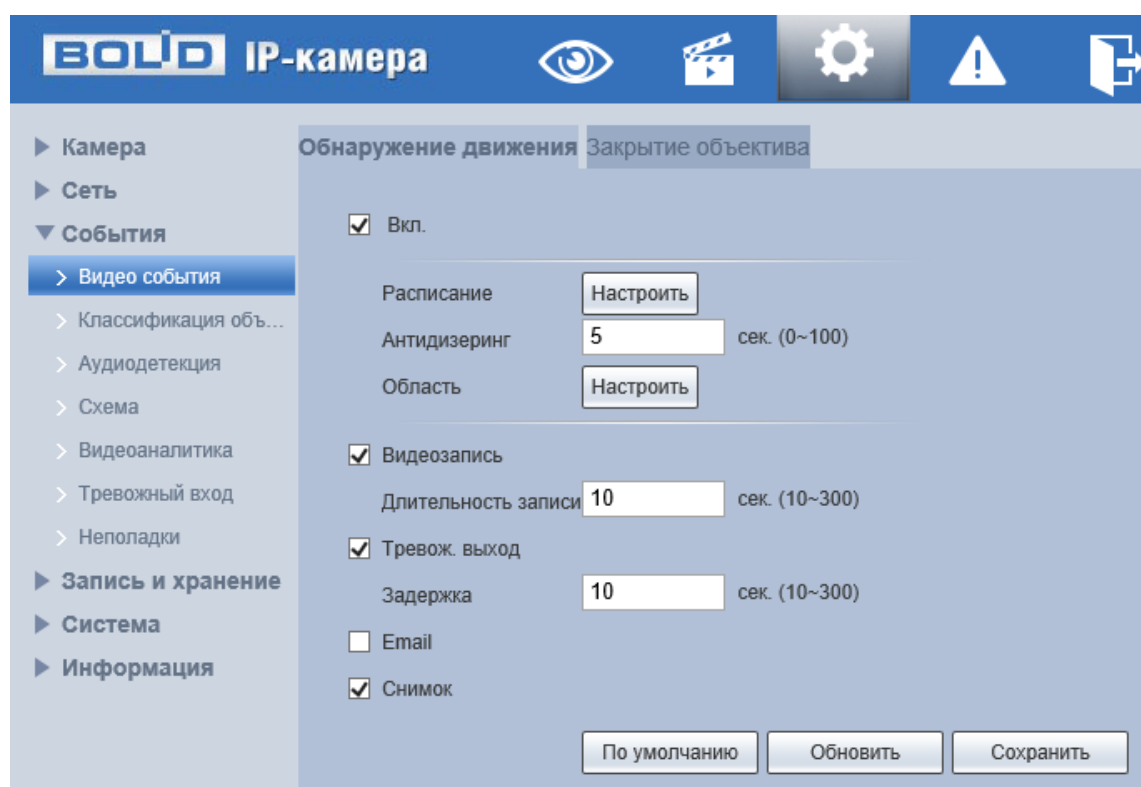 BOLID IP-камера
Камера
Сеть
События
Видео события
Классификация объ...
Аудиодетекция
Схема
Видеоаналитика
Тревожный вход
Неполадки
Запись и хранение
Система
Информация
Обнаружение движения Закрытие объектива
Вкл.
Расписание Настроить
Антидизеринг 5 сек. (0~100)
Область Настроить
Видеозапись
Длительность записи 10 сек. (10~300)
Тревож. выход
Задержка 10 сек. (10~300)
Email
Снимок
По умолчанию Обновить Сохранить